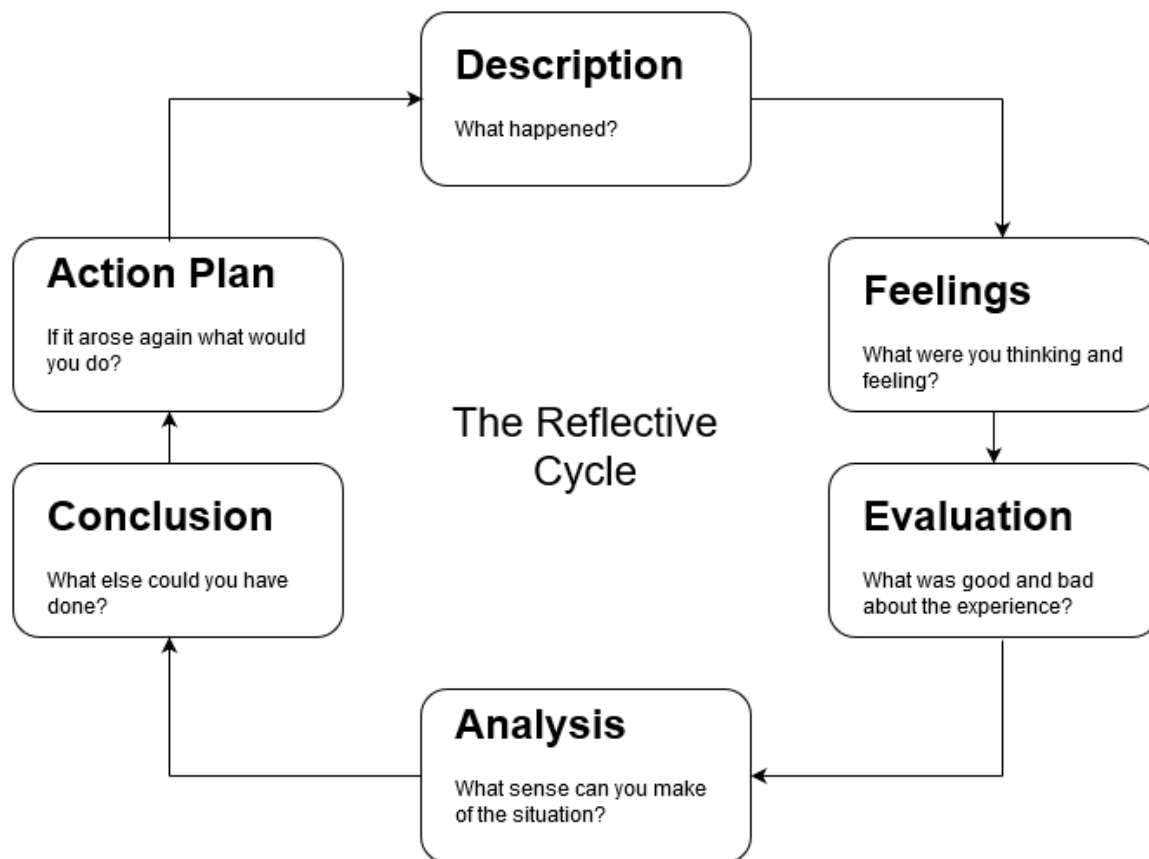 Description
What happened?
Feelings
What were you thinking and
feeling?
Evaluation
What was good and bad
about the experience?
Analysis
What sense can you make
of the situation?
Conclusion
What else could you have
done?
Action Plan
If it arose again what would
you do?
The Reflective
Cycle